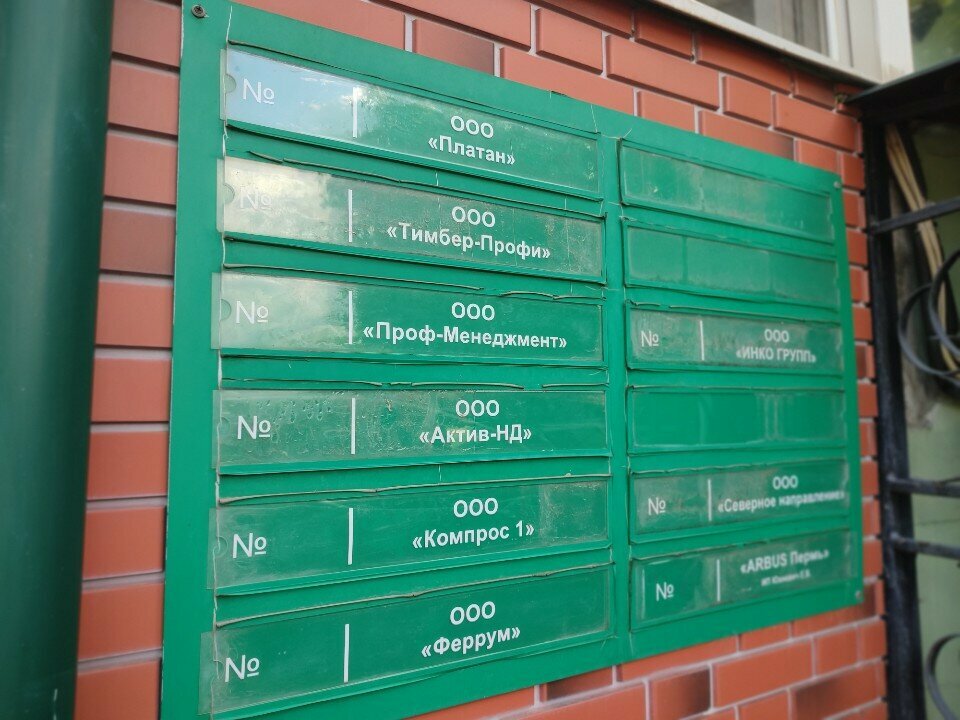 №
ООО
«Платан»
№
ООО
«Тимбер-Профи»
№
ООО
«Проф-Менеджмент»
№
ООО
«Актив-НД»
№
ООО
«Компрос 1»
№
ООО
«Феррум»
№
ООО
«ИНКО ГРУПП»
№
ООО
«Северное направление»
№
«ARBUS Пермь»
ИП